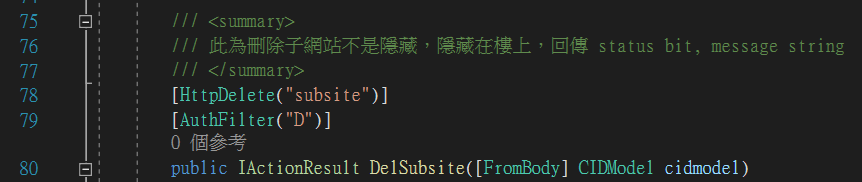 75 /// <summary>
76 /// 此為刪除子網站不是隱藏，隱藏在樓上，回傳 status bit, message string
77 /// </summary>
78 [HttpDelete("subsite")]
79 [AuthFilter("D")]
0 個參考
80 public IActionResult DelSubsite([FromBody] CIDModel cidmodel)